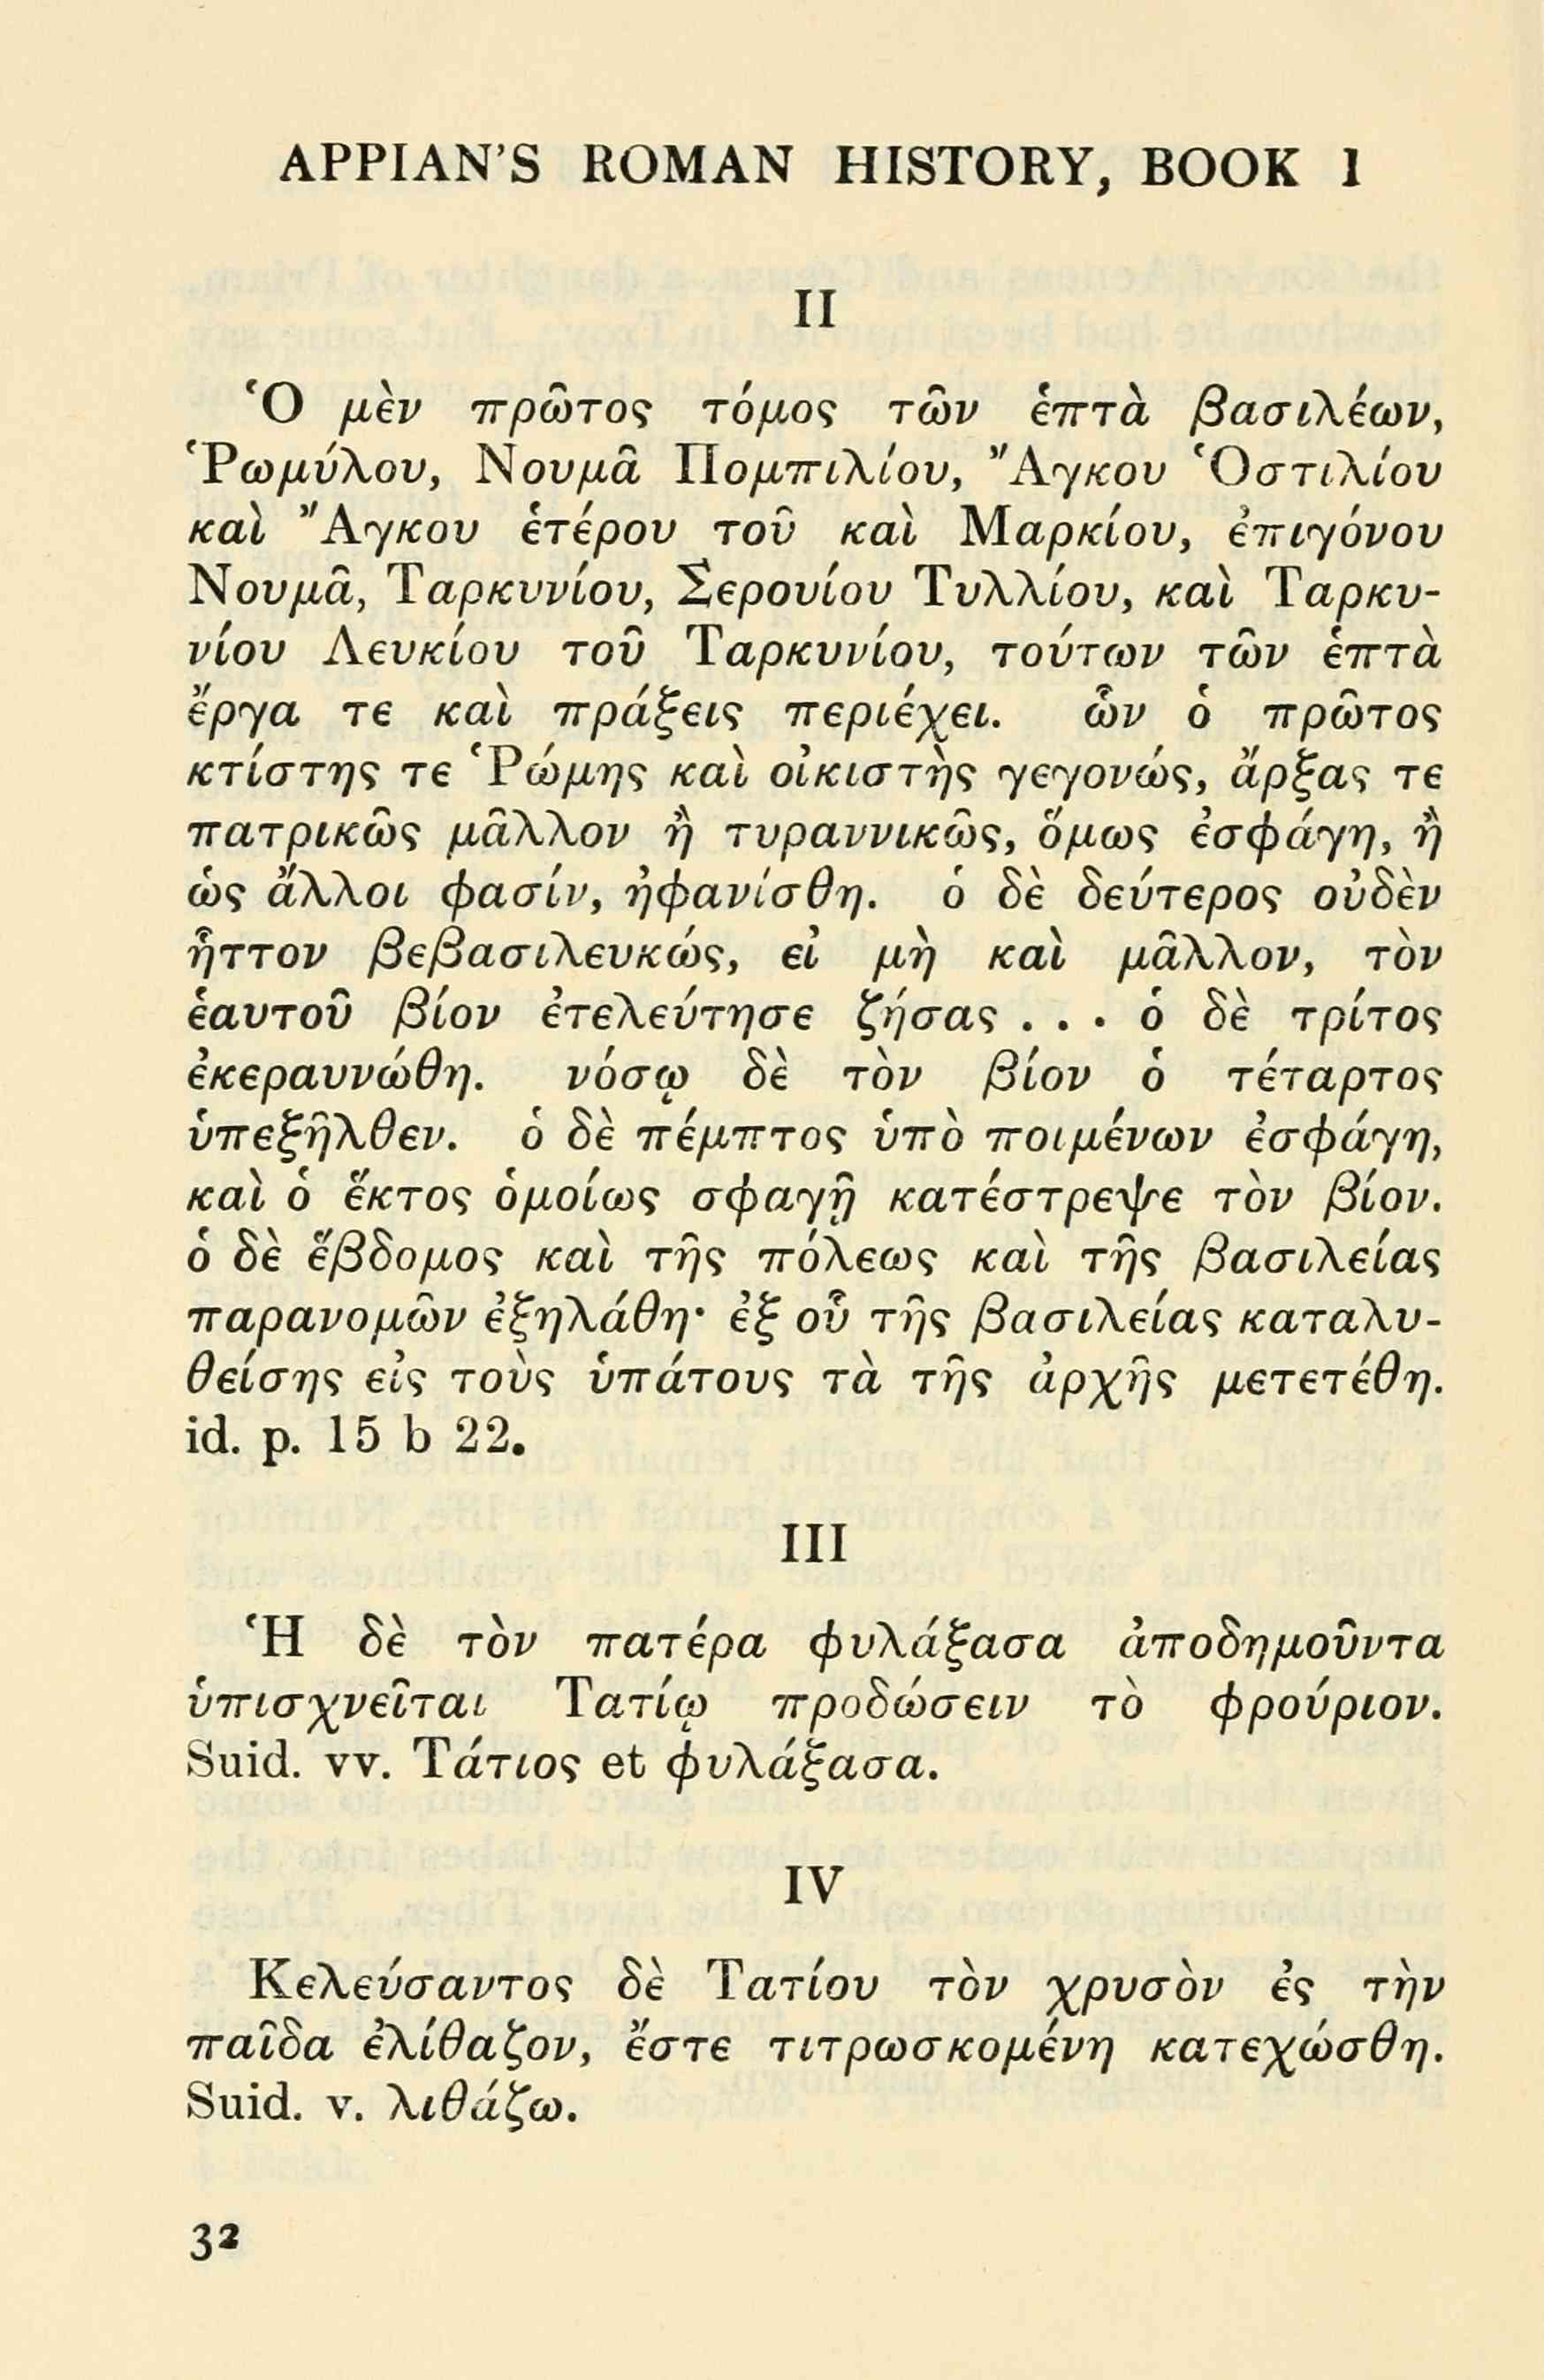 APPIAN'S ROMAN HISTORY, BOOK I
II
Ὁ μὲν πρῶτος τόμος τῶν ἑπτὰ βασιλέων,
Ῥωμύλου, Νουμᾶ Πομπιλίου, Ἄγκου Ὁστιλίου
καὶ Ἄγκου ἑτέρου τοῦ καὶ Μαρκίου, ἐπιγόνου
Νουμᾶ, Ταρκυνίου, Σερουίου Τυλλίου, καὶ Ταρκυ-
νίου Λευκίου τοῦ Ταρκυνίου, τούτων τῶν ἑπτὰ
ἔργα τε καὶ πράξεις περιέχει. ὧν ὁ πρῶτος
κτίστης τε Ῥώμης καὶ οἰκιστὴς γεγονώς, ἄρξας τε
πατρικῶς μᾶλλον ἢ τυραννικῶς, ὅμως ἐσφάγη, ἢ
ὡς ἄλλοι φασίν, ἠφανίσθη. ὁ δὲ δεύτερος οὐδὲν
ἧττον βεβασιλευκώς, εἰ μὴ καὶ μᾶλλον, τὸν
ἑαυτοῦ βίον ἐτελεύτησε ζήσας . . . ὁ δὲ τρίτος
ἐκεραυνώθη. νόσῳ δὲ τὸν βίον ὁ τέταρτος
ὑπεξῆλθεν. ὁ δὲ πέμπτος ὑπὸ ποιμένων ἐσφάγη,
καὶ ὁ ἕκτος ὁμοίως σφαγῇ κατέστρεψε τὸν βίον.
ὁ δὲ ἕβδομος καὶ τῆς πόλεως καὶ τῆς βασιλείας
παρανομῶν ἐξηλάθη· ἐξ οὗ τῆς βασιλείας καταλυ-
θείσης εἰς τοὺς ὑπάτους τὰ τῆς ἀρχῆς μετετέθη.
id. p. 15 b 22.
III
Ἡ δὲ τὸν πατέρα φυλάξασα ἀποδημοῦντα
ὑπισχνεῖται Τατίῳ προδώσειν τὸ φρούριον.
Suid. vv. Τάτιος et φυλάξασα.
IV
Κελεύσαντος δὲ Τατίου τὸν χρυσὸν ἐς τὴν
παῖδα ἐλίθαζον, ἔστε τιτρωσκομένη κατεχώσθη.
Suid. v. λιθάζω.
32